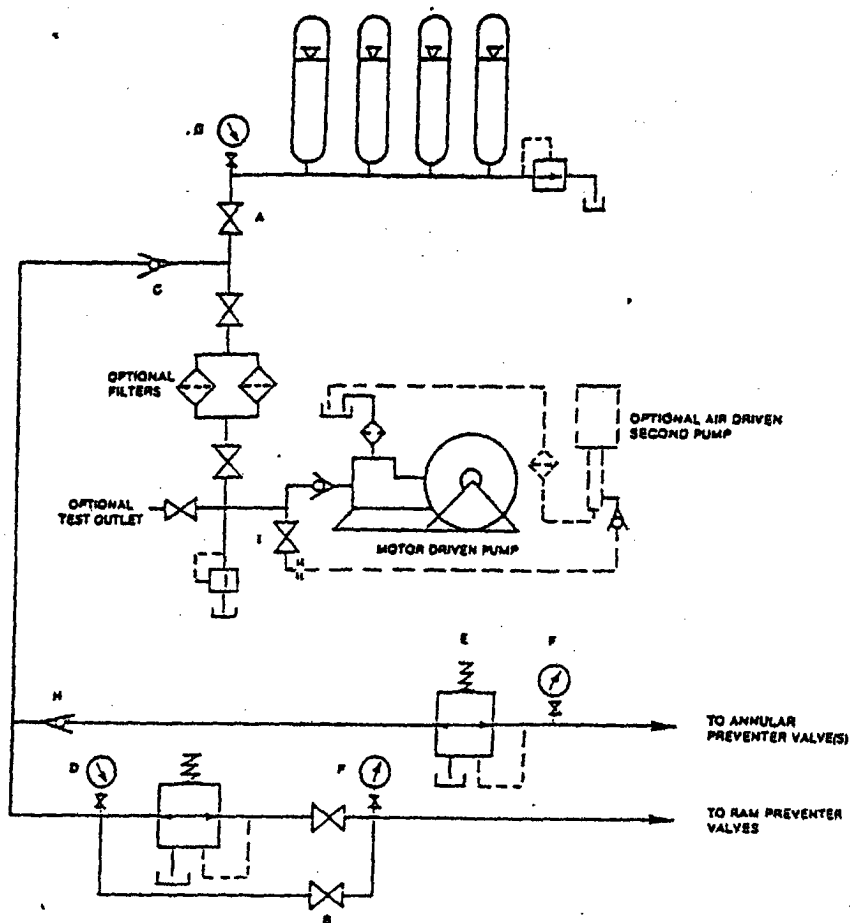 A
C
OPTIONAL
FILTERS
OPTIONAL AIR DRIVEN
SECOND PUMP
OPTIONAL
TEST OUTLET
I
MOTOR DRIVEN PUMP
E
F
H
TO ANNULAR
PREVENTER VALVE(S)
D
F
TO RAM PREVENTER
VALVES
B